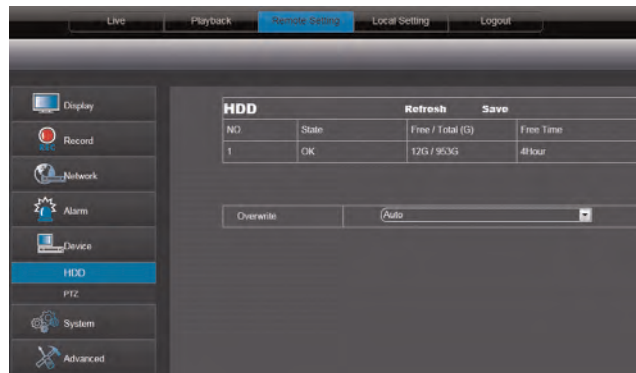 Live Playback Remote Setting Local Setting Logout
Display
Record
Network
Alarm
Device
HDD
PTZ
System
Advanced
HDD Refresh Save
NO State Free / Total (G) Free Time
1 OK 12G / 953G 4Hour
Overwrite Auto